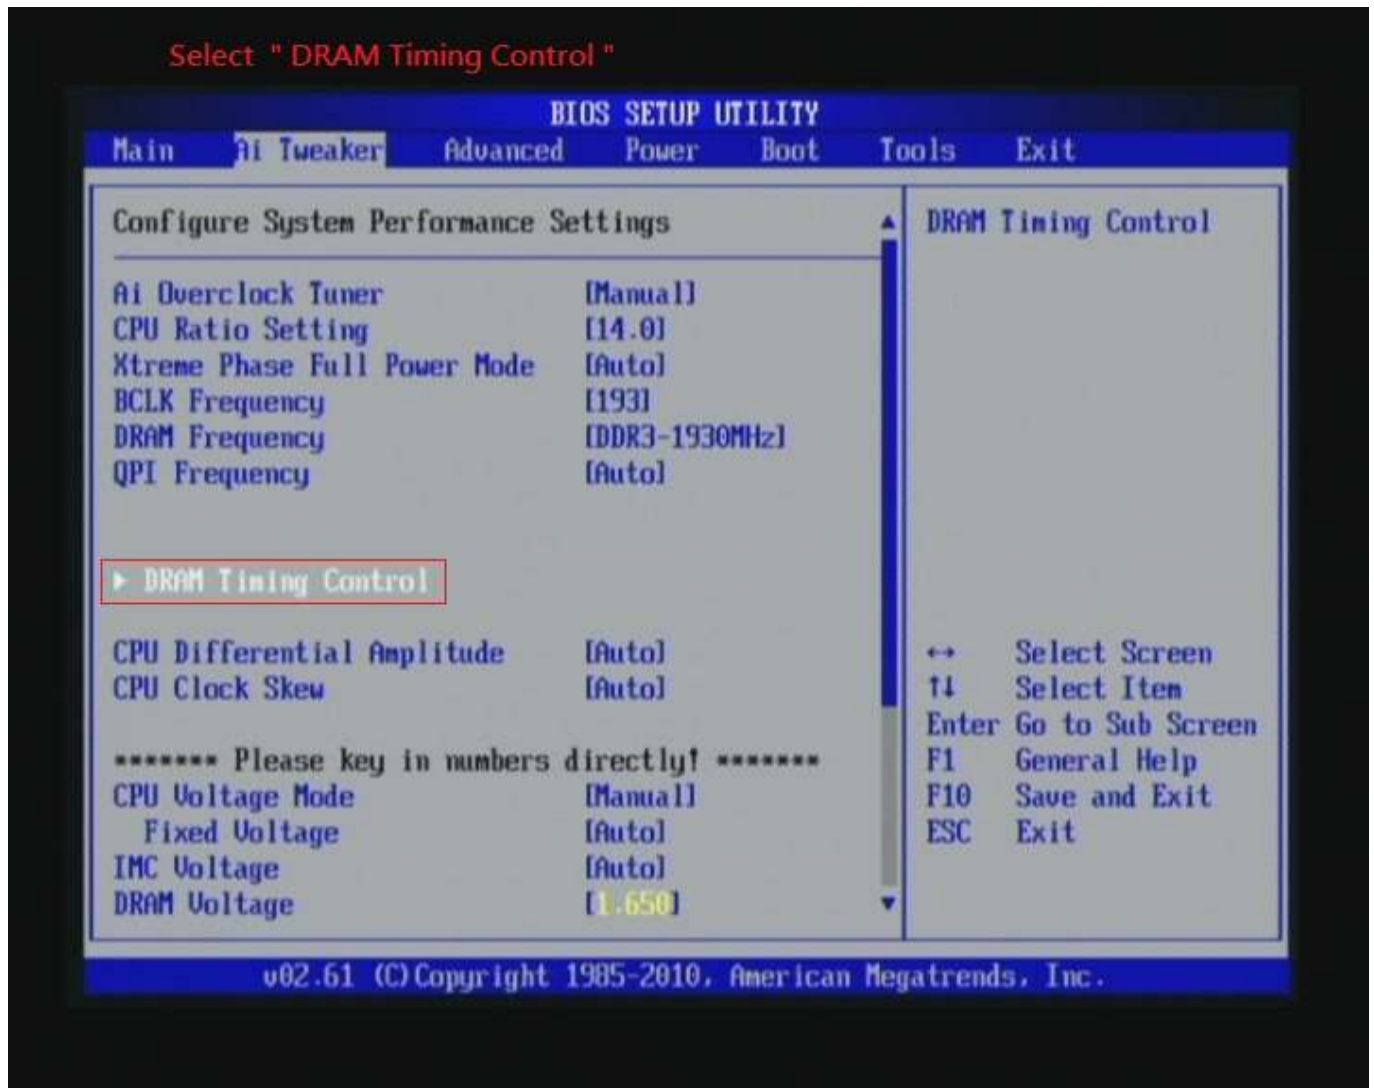 Select " DRAM Timing Control "
BIOS SETUP UTILITY
Main Ai Tweaker Advanced Power Boot Tools Exit
Configure System Performance Settings
Ai Overclock Tuner [Manual]
CPU Ratio Setting [14.0]
Xtreme Phase Full Power Mode [Auto]
BCLK Frequency [193]
DRAM Frequency [DDR3-1930MHz]
QPI Frequency [Auto]
▶ DRAM Timing Control
CPU Differential Amplitude [Auto]
CPU Clock Skew [Auto]
******* Please key in numbers directly! *******
CPU Voltage Mode [Manual]
Fixed Voltage [Auto]
IMC Voltage [Auto]
DRAM Voltage [1.650]
DRAM Timing Control
↔ Select Screen
↑↓ Select Item
Enter Go to Sub Screen
F1 General Help
F10 Save and Exit
ESC Exit
v02.61 (C)Copyright 1985-2010, American Megatrends, Inc.